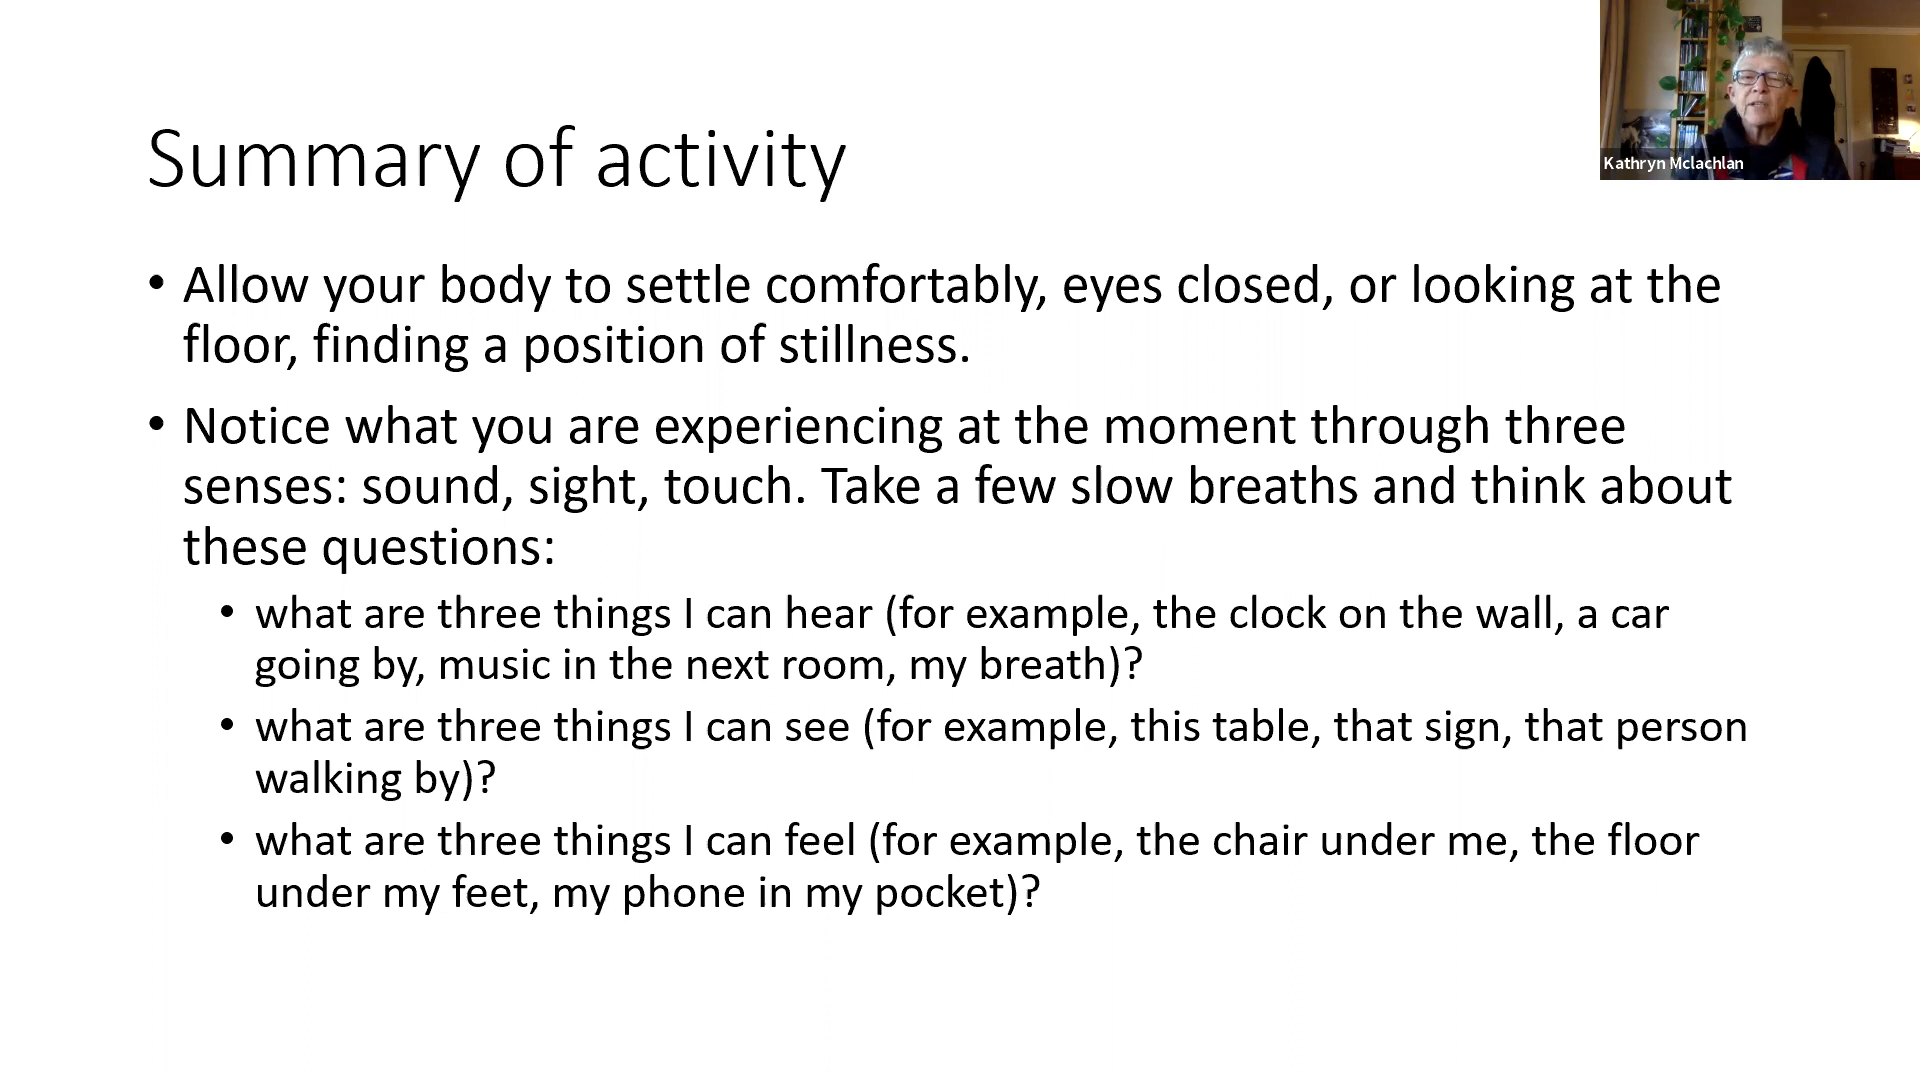 Summary of activity
Kathryn Mclachlan
• Allow your body to settle comfortably, eyes closed, or looking at the
floor, finding a position of stillness.
• Notice what you are experiencing at the moment through three
senses: sound, sight, touch. Take a few slow breaths and think about
these questions:
• what are three things I can hear (for example, the clock on the wall, a car
going by, music in the next room, my breath)?
• what are three things I can see (for example, this table, that sign, that person
walking by)?
• what are three things I can feel (for example, the chair under me, the floor
under my feet, my phone in my pocket)?